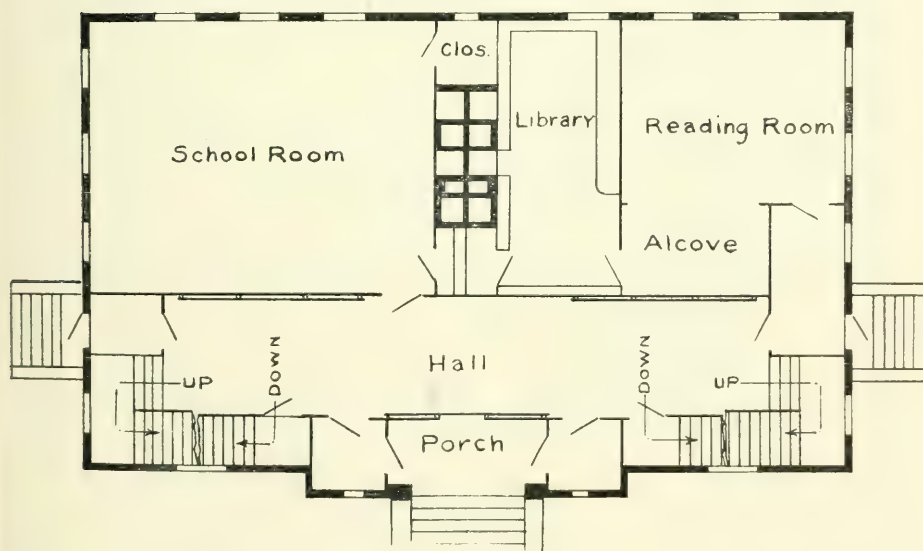 Clos.
Library
Reading Room
School Room
Alcove
Hall
DOWN
UP
DOWN
UP
Porch